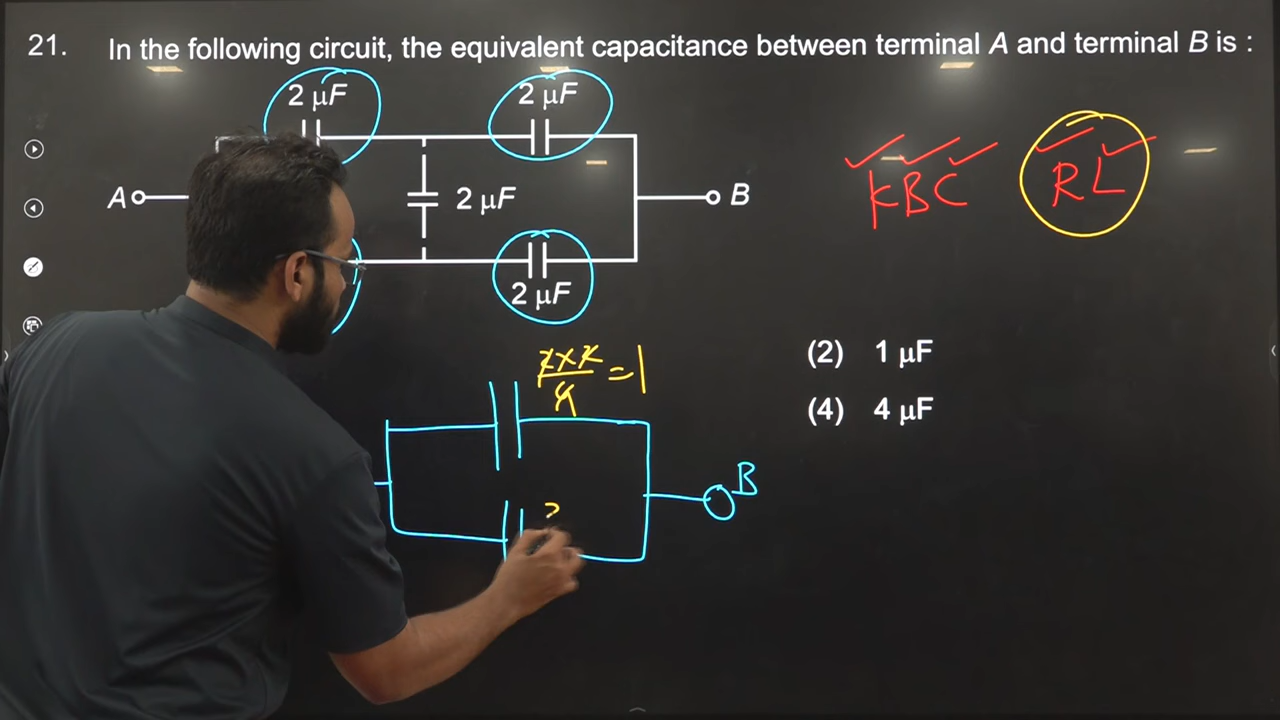 21. In the following circuit, the equivalent capacitance between terminal A and terminal B is :
2 µF 2 µF
A 2 µF B
2 µF
KBC RL
2×2/4 = 1
(2) 1 µF
(4) 4 µF
B
2